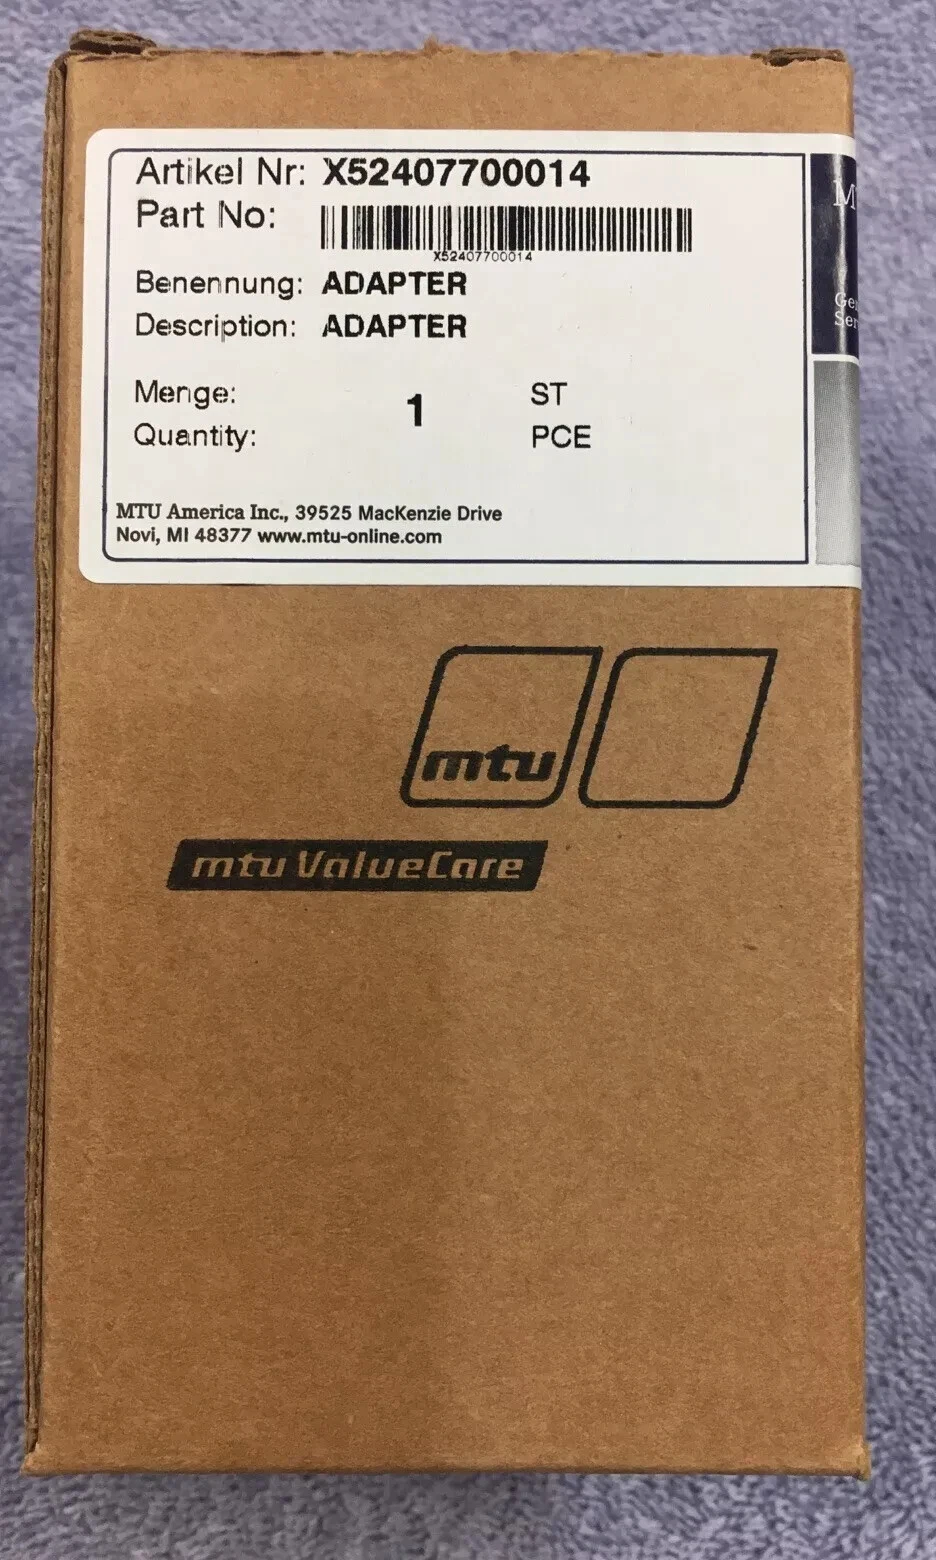 Artikel Nr: X52407700014
Part No:
X52407700014
Benennung: ADAPTER
Description: ADAPTER
Menge: 1 ST
Quantity: PCE
MTU America Inc., 39525 MacKenzie Drive
Novi, MI 48377 www.mtu-online.com
mtu
mtu ValueCare